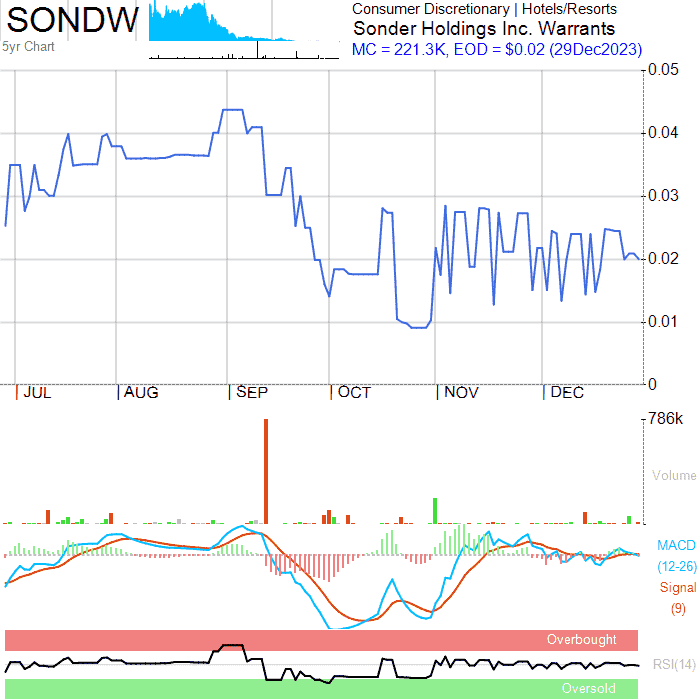 SONDW
5yr Chart
Consumer Discretionary | Hotels/Resorts
Sonder Holdings Inc. Warrants
MC = 221.3K, EOD = $0.02 (29Dec2023)
0.05
0.04
0.03
0.02
0.01
0
JUL AUG SEP OCT NOV DEC
786k
Volume
MACD
(12-26)
Signal
(9)
Overbought
RSI(14)
Oversold